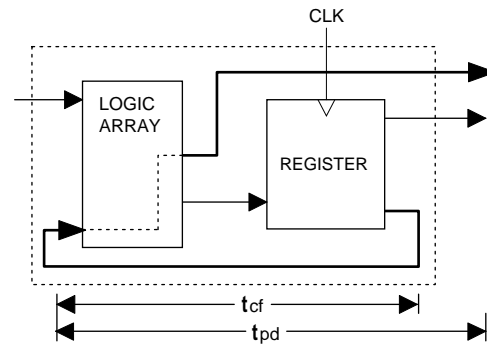 CLK
LOGIC
ARRAY
REGISTER
tcf
tpd